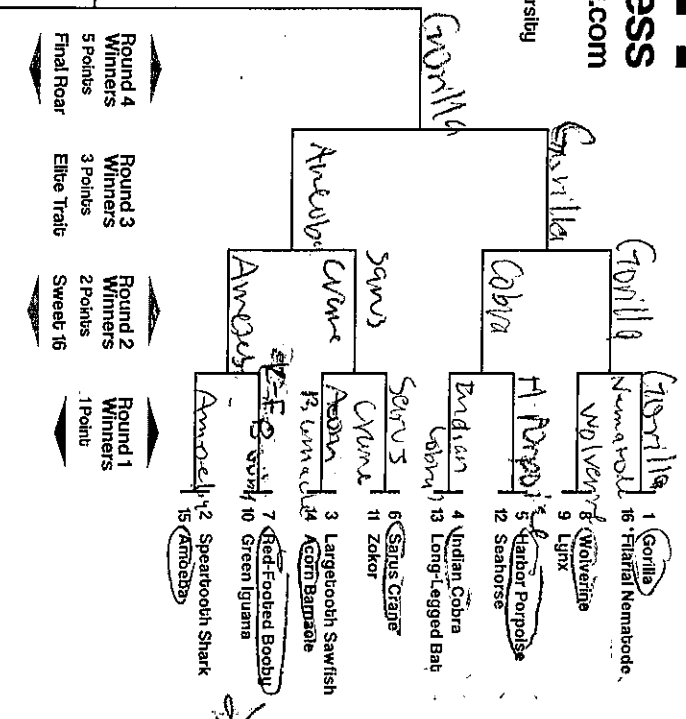 ess
.com
rsity
Round 4
Winners
5 Points
Final Roar
Round 3
Winners
3 Points
Elite Trait
Round 2
Winners
2 Points
Sweet 16
Round 1
Winners
1 Point
Gorilla
Gorilla
Gorilla
Gorilla
Wolverine
Cobra
H. Porpoise
Indian
Cobra
Sarus
Crane
Sarus
Crane
Acorn
Barnacle
Amoeba
1 Gorilla
16 Filarial Nematode
8 Wolverine
9 Lynx
5 Harbor Porpoise
12 Seahorse
4 Indian Cobra
13 Long-Legged Bat
6 Sarus Crane
11 Zokor
3 Largetooth Sawfish
14 Acorn Barnacle
7 Red-Footed Booby
10 Green Iguana
2 Speartooth Shark
15 Amoeba